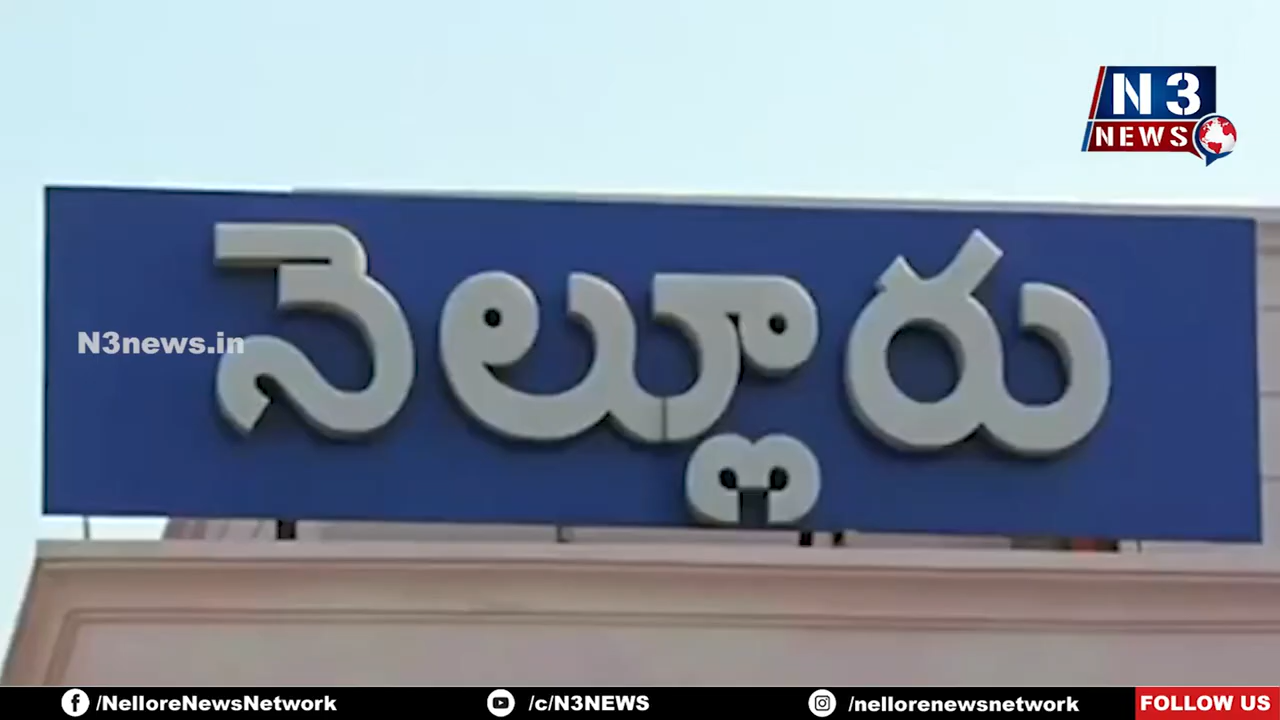 N3
NEWS
నెల్లూరు
N3news.in
/NelloreNewsNetwork
/c/N3NEWS
/nellorenewsnetwork
FOLLOW US